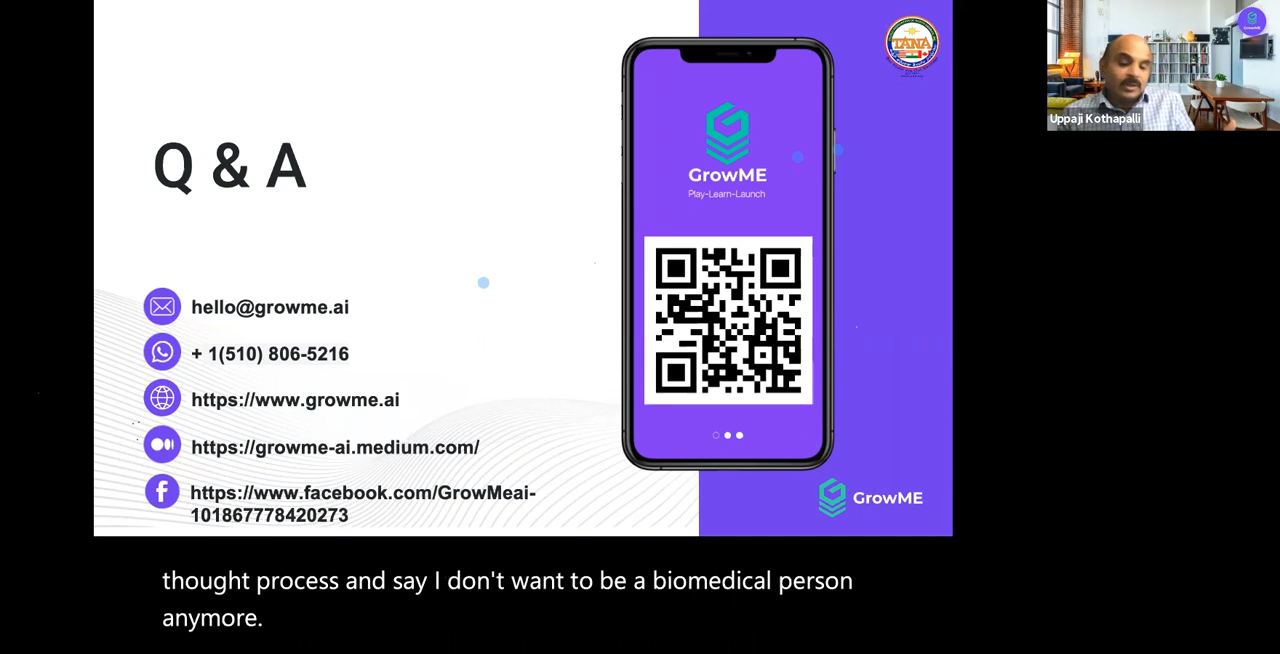 TANA
GrowME
Play-Learn-Launch
Uppaji Kothapalli
Q & A
hello@growme.ai
+ 1(510) 806-5216
https://www.growme.ai
https://growme-ai.medium.com/
https://www.facebook.com/GrowMeai-
101867778420273
GrowME
thought process and say I don't want to be a biomedical person
anymore.